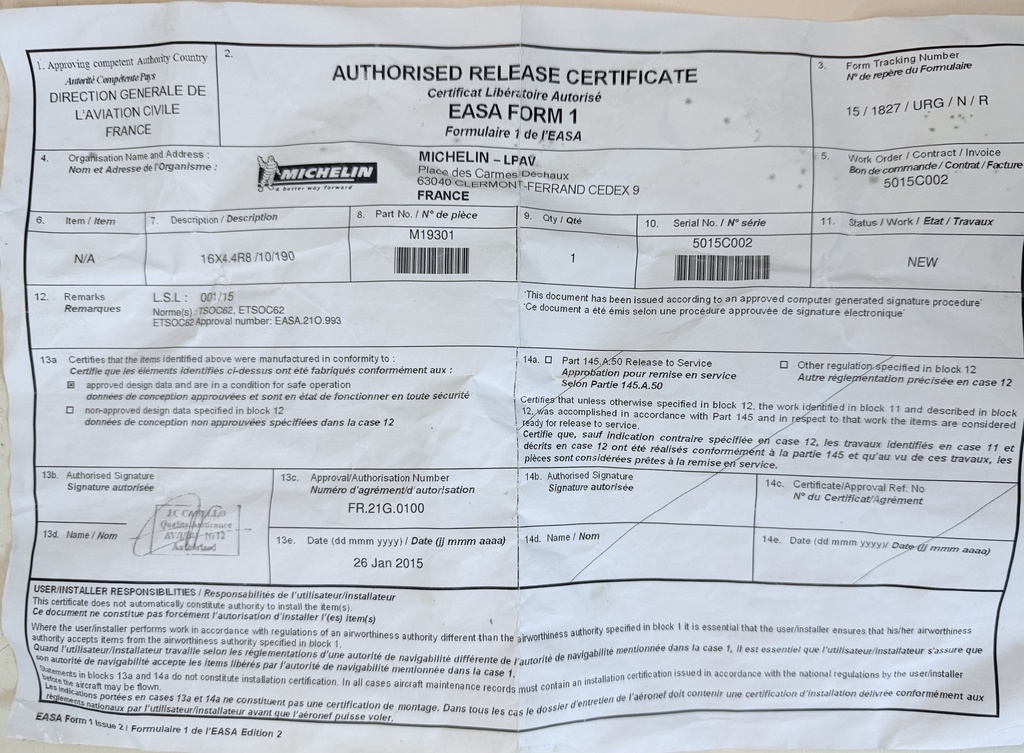 1. Approving competent Authority Country
Autorité Compétente Pays
DIRECTION GENERALE DE
L'AVIATION CIVILE
FRANCE
2.
AUTHORISED RELEASE CERTIFICATE
Certificat Libératoire Autorisé
EASA FORM 1
Formulaire 1 de l'EASA
3. Form Tracking Number
N° de repère du Formulaire
15 / 1827 / URG / N / R
4. Organisation Name and Address :
Nom et Adresse de l'Organisme :
MICHELIN
a better way forward
MICHELIN – LPAV
Place des Carmes Déchaux
63040 CLERMONT-FERRAND CEDEX 9
FRANCE
5. Work Order / Contract / Invoice
Bon de commande / Contrat / Facture
5015C002
6. Item / Item
N/A
7. Description / Description
16X4.4R8 /10/190
8. Part No. / N° de pièce
M19301
9. Qty / Qté
1
10. Serial No. / N° série
5015C002
11. Status / Work / Etat / Travaux
NEW
12. Remarks
Remarques
L.S.L : 001/15
Norme(s) : TSOC62, ETSOC62
ETSOC62 Approval number: EASA.21O.993
'This document has been issued according to an approved computer generated signature procedure'
'Ce document a été émis selon une procédure approuvée de signature électronique'
13a Certifies that the items identified above were manufactured in conformity to :
Certifie que les éléments identifiés ci-dessus ont été fabriqués conformément aux :
approved design data and are in a condition for safe operation
données de conception approuvées et sont en état de fonctionner en toute sécurité
non-approved design data specified in block 12
données de conception non approuvées spécifiées dans la case 12
14a. Part 145.A.50 Release to Service
Approbation pour remise en service
Selon Partie 145.A.50
Other regulation specified in block 12
Autre réglementation précisée en case 12
Certifies that unless otherwise specified in block 12, the work identified in block 11 and described in block
12, was accomplished in accordance with Part 145 and in respect to that work the items are considered
ready for release to service.
Certifie que, sauf indication contraire spécifiée en case 12, les travaux identifiés en case 11 et
décrits en case 12 ont été réalisés conformément à la partie 145 et qu'au vu de ces travaux, les
pièces sont considérées prêtes à la remise en service.
13b. Authorised Signature
Signature autorisée
13c. Approval/Authorisation Number
Numéro d'agrément/d'autorisation
FR.21G.0100
14b. Authorised Signature
Signature autorisée
14c. Certificate/Approval Ref. No
N° du Certificat/Agrément
13d. Name / Nom
Quality Assurance
13e. Date (dd mmm yyyy) / Date (jj mmm aaaa)
26 Jan 2015
14d. Name / Nom
14e. Date (dd mmm yyyy)/ Date (jj mmm aaaa)
USER/INSTALLER RESPONSIBILITIES / Responsabilités de l'utilisateur/installateur
This certificate does not automatically constitute authority to install the item(s).
Ce document ne constitue pas forcément l'autorisation d'installer l'(es) item(s)
Where the user/installer performs work in accordance with regulations of an airworthiness authority different than the airworthiness authority specified in block 1 it is essential that the user/installer ensures that his/her airworthiness
authority accepts items from the airworthiness authority specified in block 1.
Quand l'utilisateur/installateur travaille selon les réglementations d'une autorité de navigabilité différente de l'autorité de navigabilité mentionnée dans la case 1, il est essentiel que l'utilisateur/installateur s'assure que
son autorité de navigabilité accepte les items libérés par l'autorité de navigabilité mentionnée dans la case 1.
Statements in blocks 13a and 14a do not constitute installation certification. In all cases aircraft maintenance records must contain an installation certification issued in accordance with the national regulations by the user/installer
before the aircraft may be flown.
Les indications portées en cases 13a et 14a ne constituent pas une certification de montage. Dans tous les cas le dossier d'entretien de l'aéronef doit contenir une certification d'installation délivrée conformément aux
règlements nationaux par l'utilisateur/installateur avant que l'aéronef puisse voler.
EASA Form 1 Issue 2 / Formulaire 1 de l'EASA Edition 2